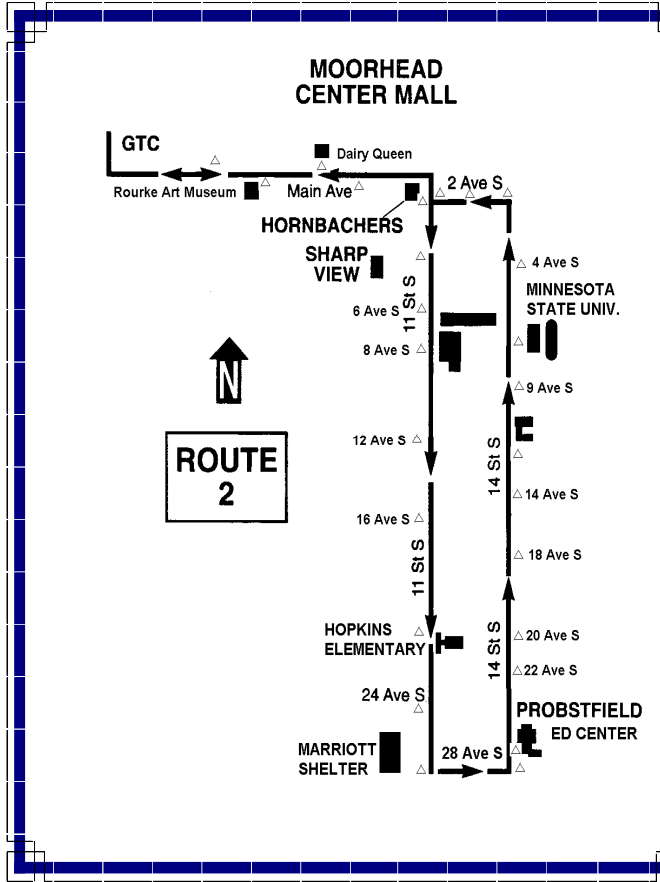 MOORHEAD
CENTER MALL
GTC
Dairy Queen
Rourke Art Museum
Main Ave
2 Ave S
HORNBACHERS
SHARP
VIEW
4 Ave S
11 St S
MINNESOTA
STATE UNIV.
6 Ave S
8 Ave S
N
9 Ave S
12 Ave S
ROUTE
2
14 St S
14 Ave S
16 Ave S
11 St S
18 Ave S
HOPKINS
ELEMENTARY
14 St S
20 Ave S
22 Ave S
24 Ave S
PROBSTFIELD
ED CENTER
MARRIOTT
SHELTER
28 Ave S